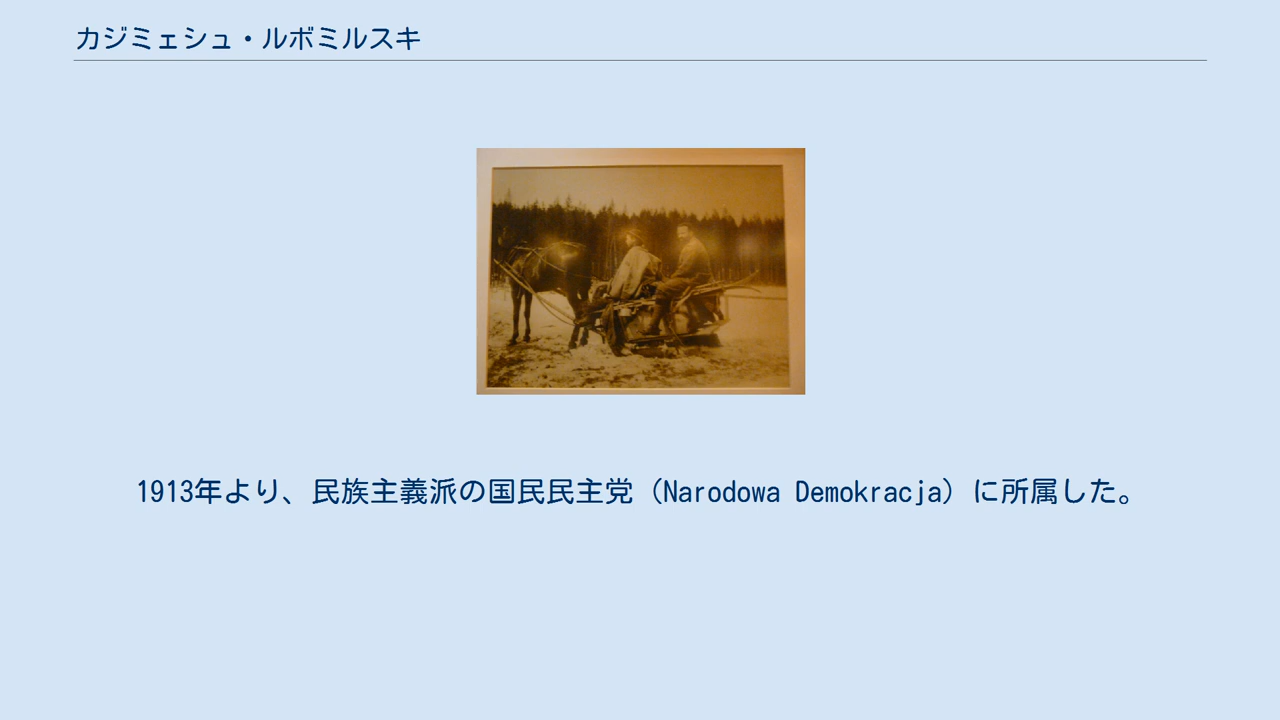 カジミェシュ・ルボミルスキ
1913年より、民族主義派の国民民主党（Narodowa Demokracja）に所属した。